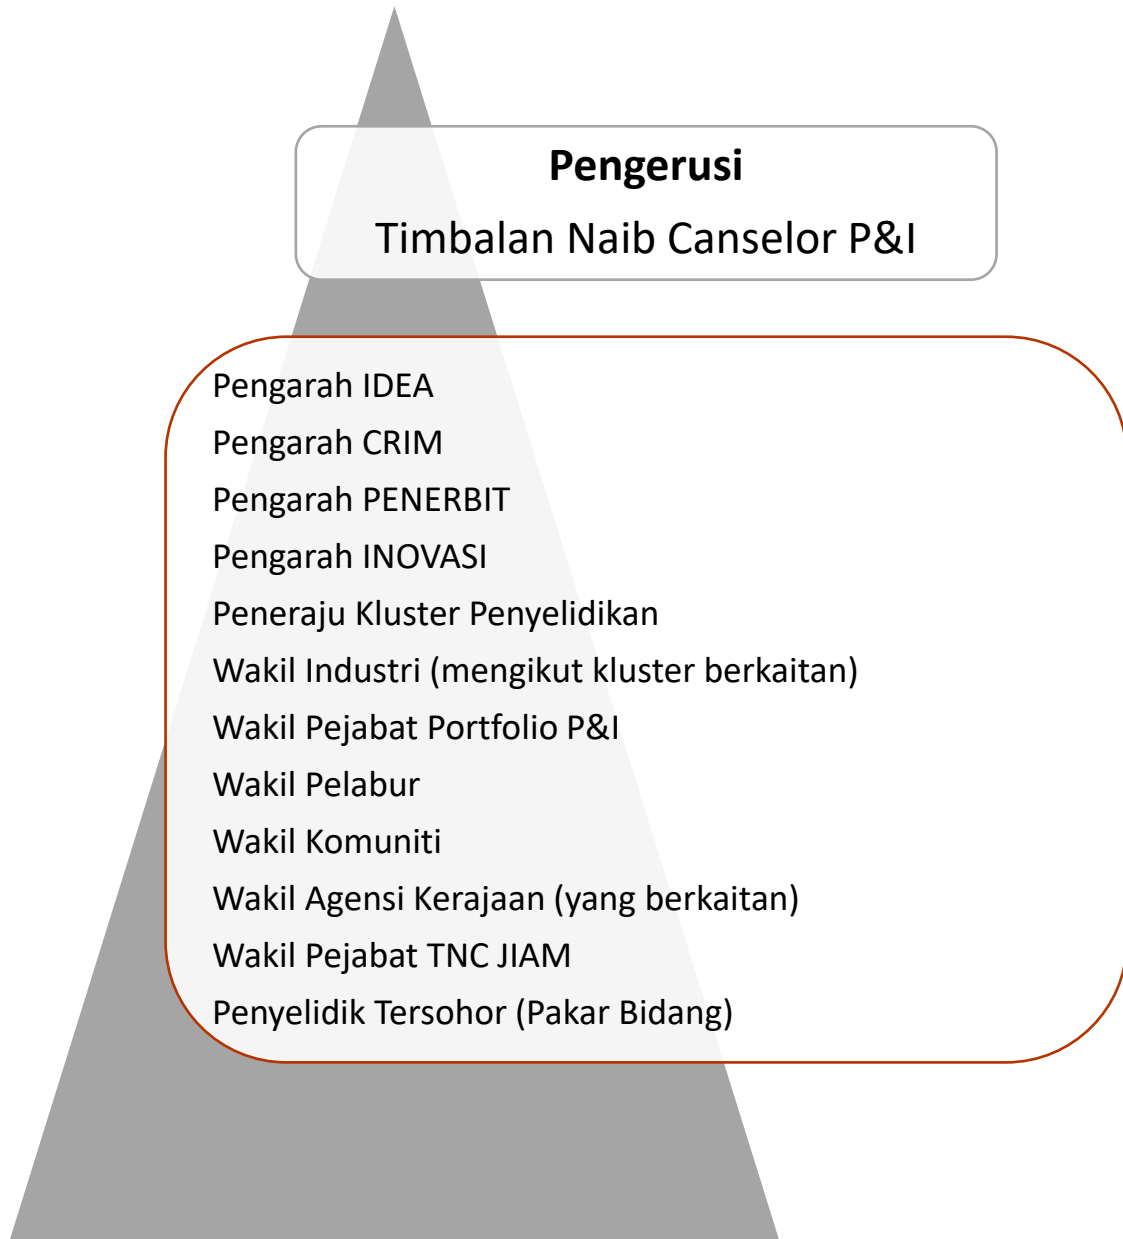 Pengerusi
Timbalan Naib Canselor P&I
Pengarah IDEA
Pengarah CRIM
Pengarah PENERBIT
Pengarah INOVASI
Peneraju Kluster Penyelidikan
Wakil Industri (mengikut kluster berkaitan)
Wakil Pejabat Portfolio P&I
Wakil Pelabur
Wakil Komuniti
Wakil Agensi Kerajaan (yang berkaitan)
Wakil Pejabat TNC JIAM
Penyelidik Tersohor (Pakar Bidang)